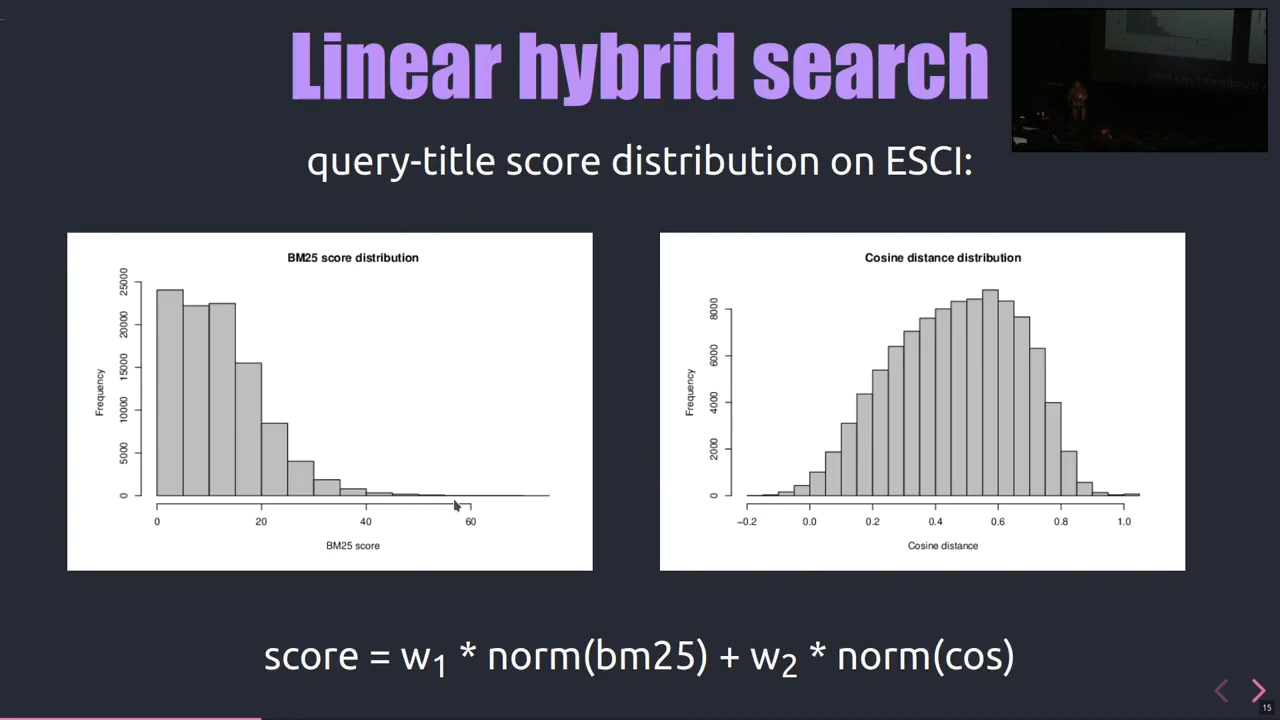 Linear hybrid search
query-title score distribution on ESCI:
BM25 score distribution
Frequency
25000
20000
15000
10000
5000
0
0 20 40 60
BM25 score
Cosine distance distribution
Frequency
8000
6000
4000
2000
0
−0.2 0.0 0.2 0.4 0.6 0.8 1.0
Cosine distance
score = w1 * norm(bm25) + w2 * norm(cos)
15